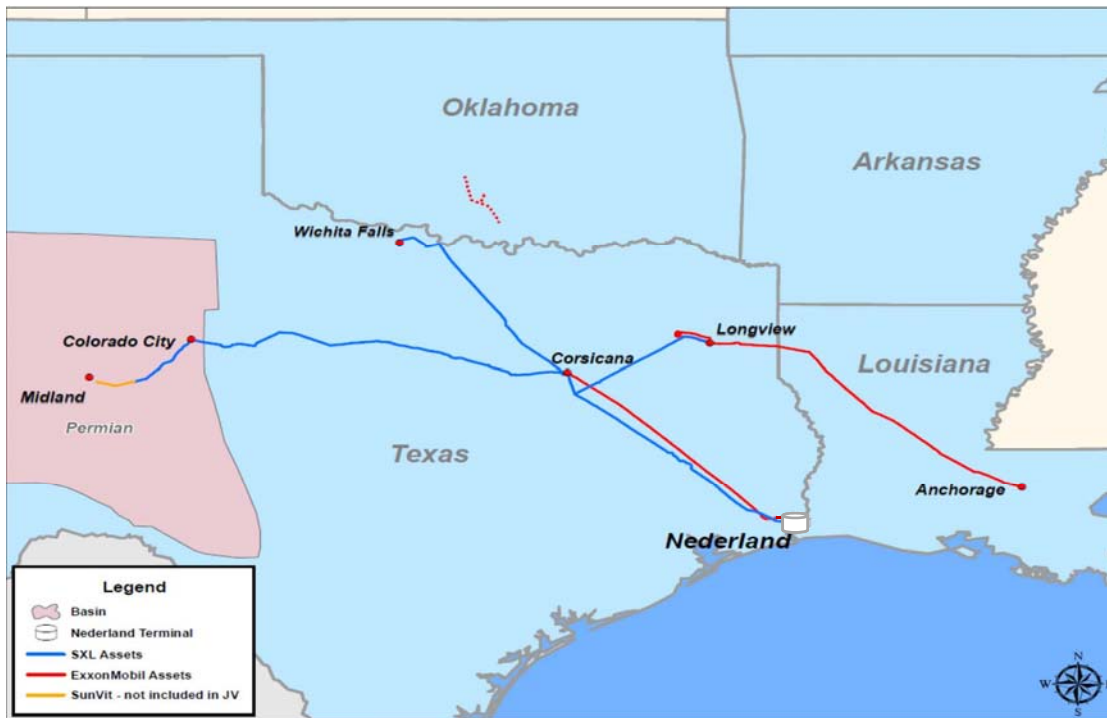 Oklahoma
Arkansas
Wichita Falls
Colorado City
Longview
Corsicana
Midland
Louisiana
Permian
Texas
Anchorage
Nederland
Legend
Basin
Nederland Terminal
SXL Assets
ExxonMobil Assets
SunVit - not included in JV
N
W
S